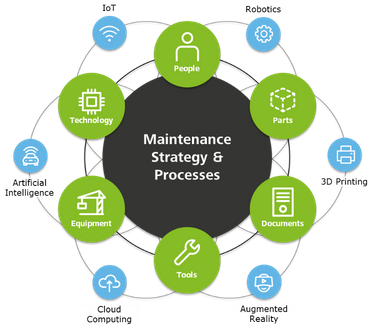 IoT
Robotics
People
Technology
Parts
Maintenance
Strategy &
Processes
Artificial
Intelligence
3D Printing
Equipment
Documents
Tools
Cloud
Computing
Augmented
Reality